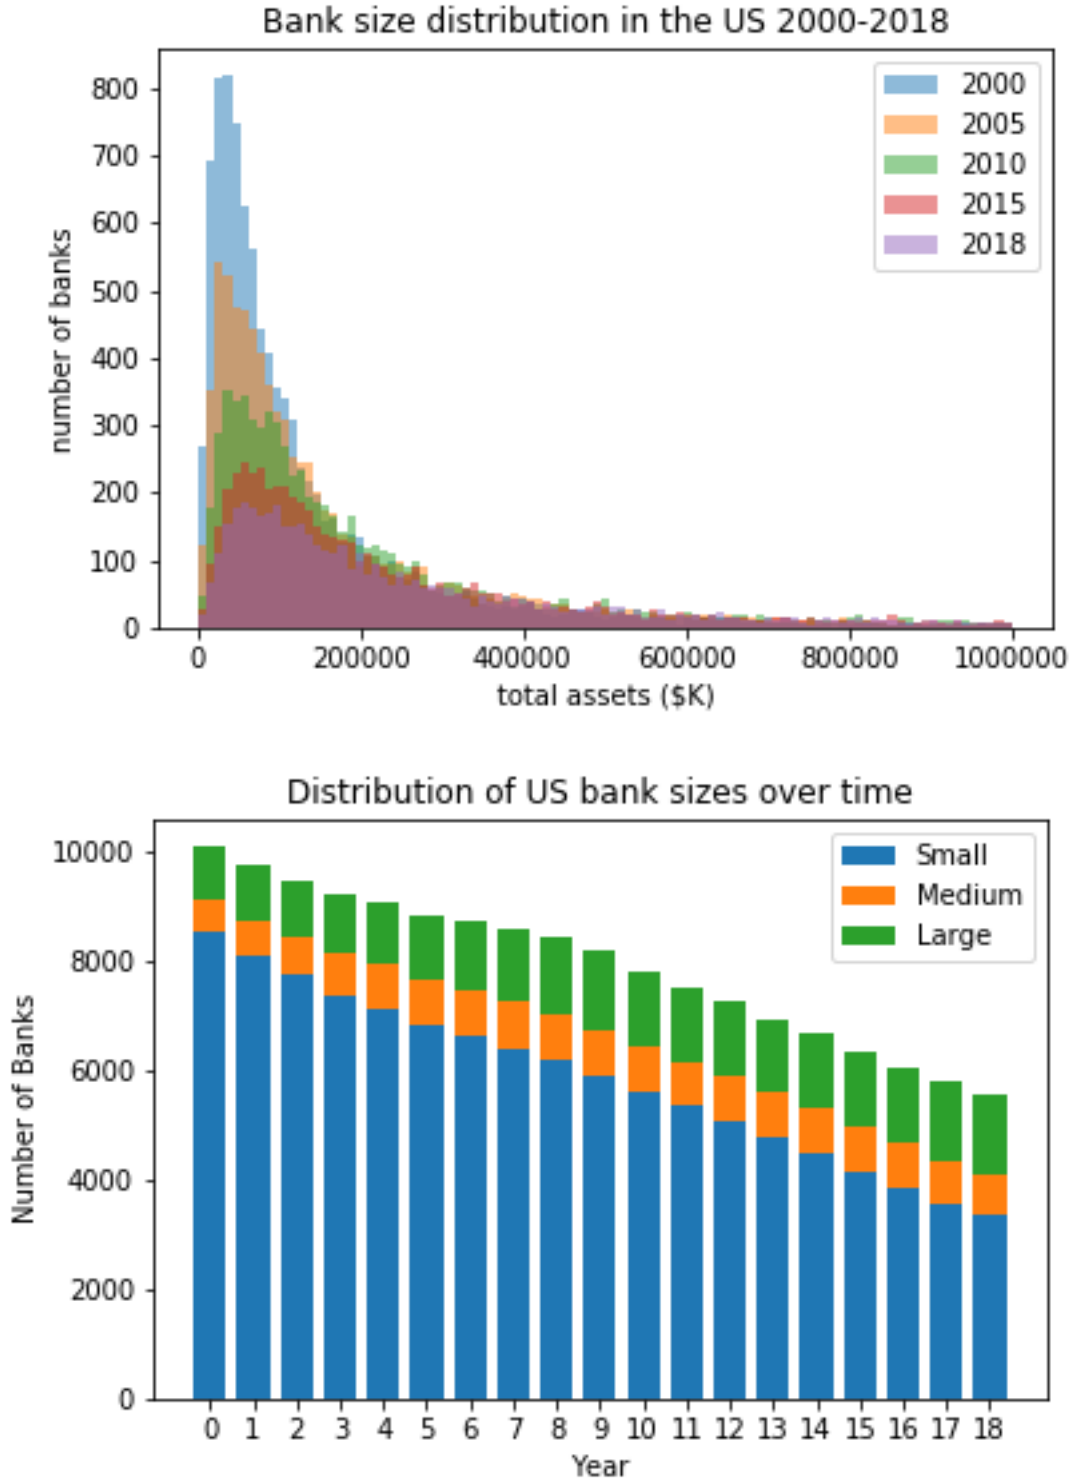 Bank size distribution in the US 2000-2018
800
700
600
500
400
300
200
100
0
number of banks
2000
2005
2010
2015
2018
0 200000 400000 600000 800000 1000000
total assets ($K)
Distribution of US bank sizes over time
10000
8000
6000
4000
2000
0
Number of Banks
Small
Medium
Large
0 1 2 3 4 5 6 7 8 9 10 11 12 13 14 15 16 17 18
Year